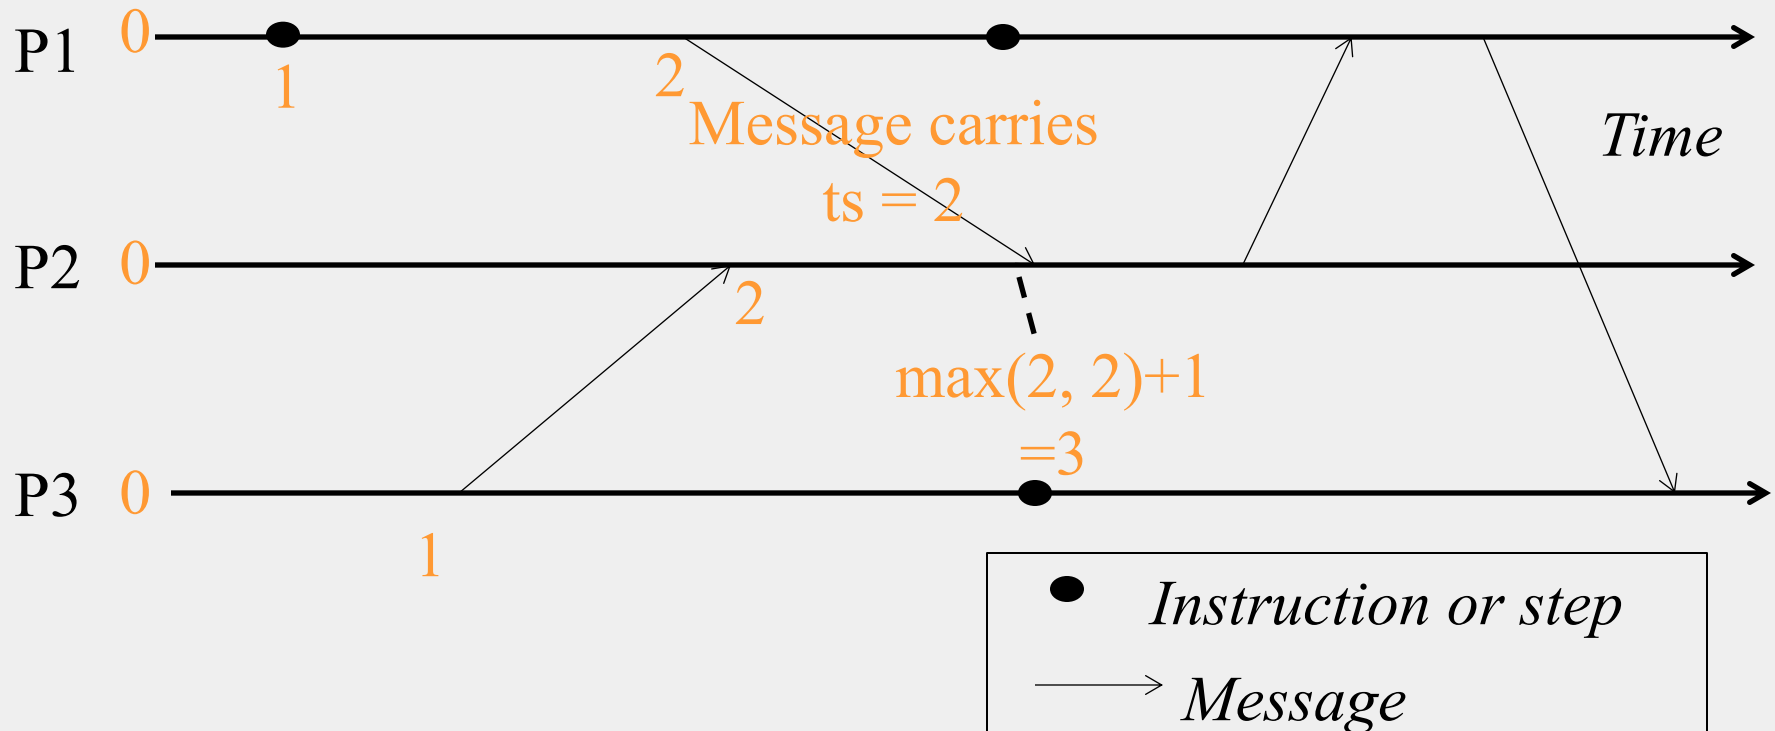 P1 0
1
2
Message carries
ts = 2
Time
P2 0
2
max(2, 2)+1
=3
P3 0
1
Instruction or step
Message